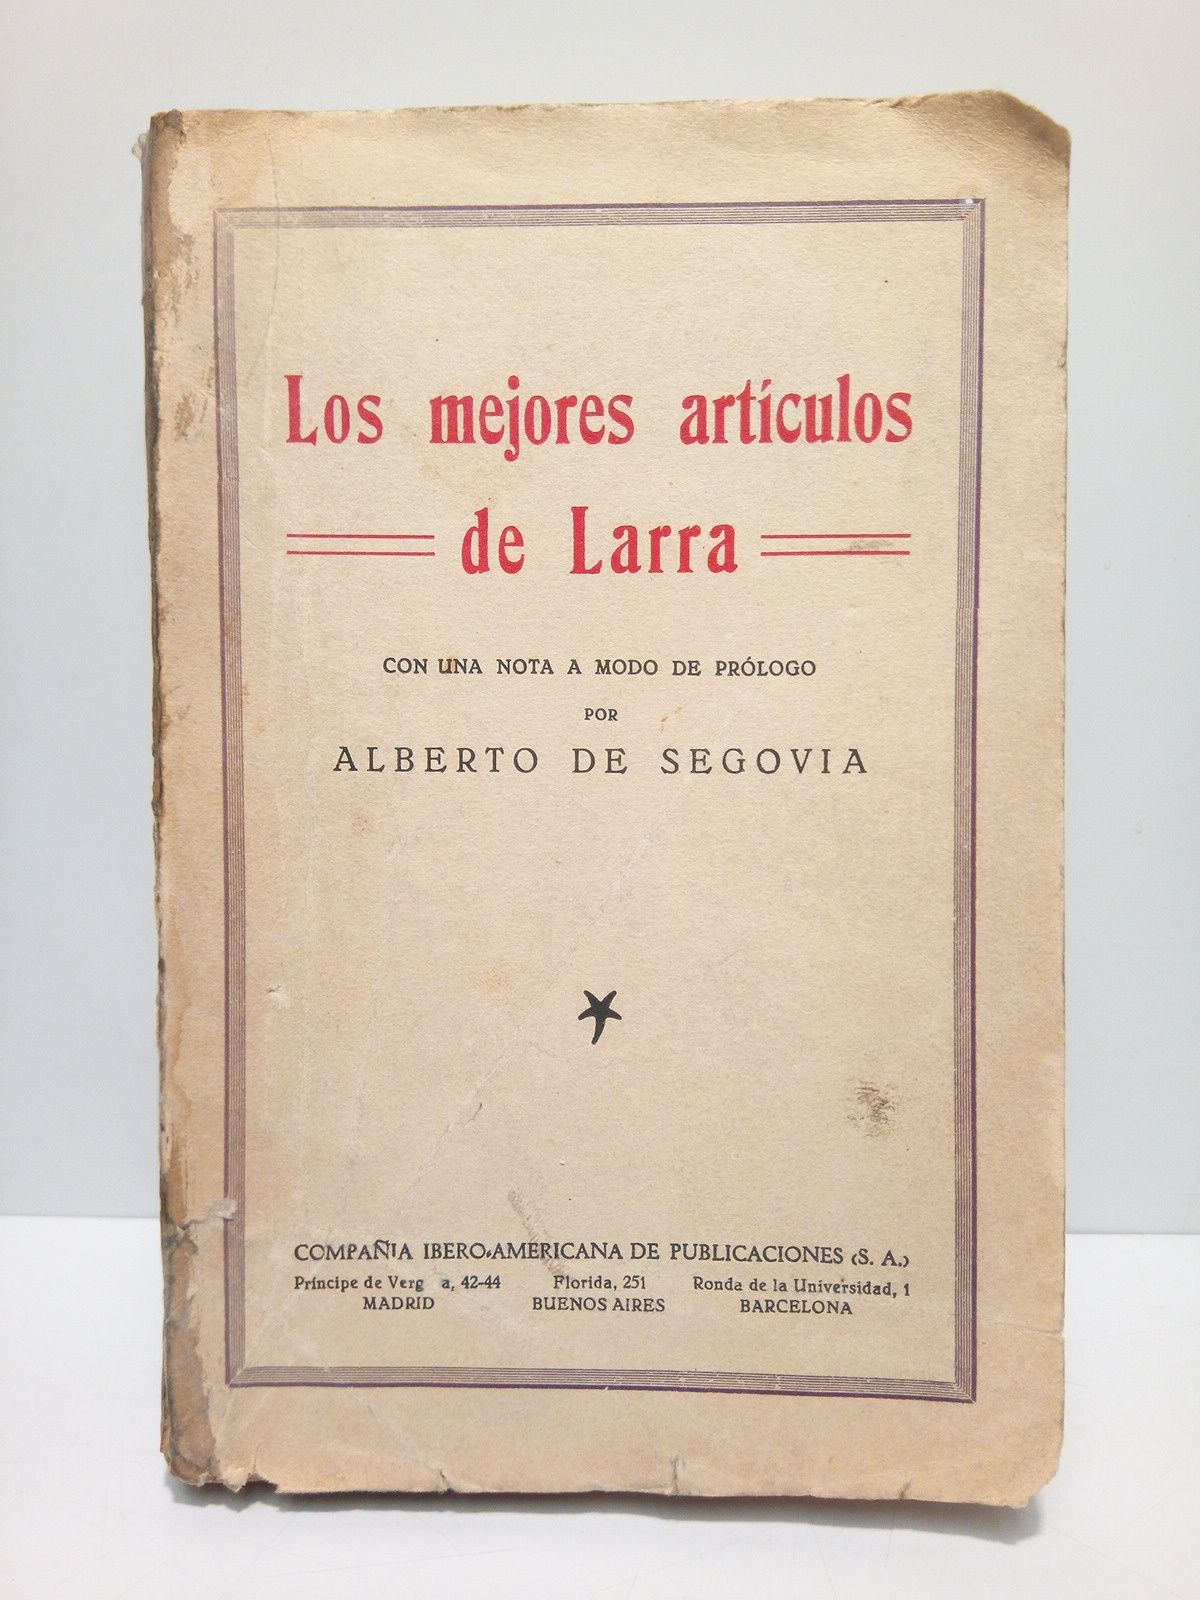 Los mejores artículos
de Larra
CON UNA NOTA A MODO DE PRÓLOGO
POR
ALBERTO DE SEGOVIA
COMPAÑIA IBERO-AMERICANA DE PUBLICACIONES (S. A.)
Príncipe de Verg a, 42-44 Florida, 251 Ronda de la Universidad, 1
MADRID BUENOS AIRES BARCELONA